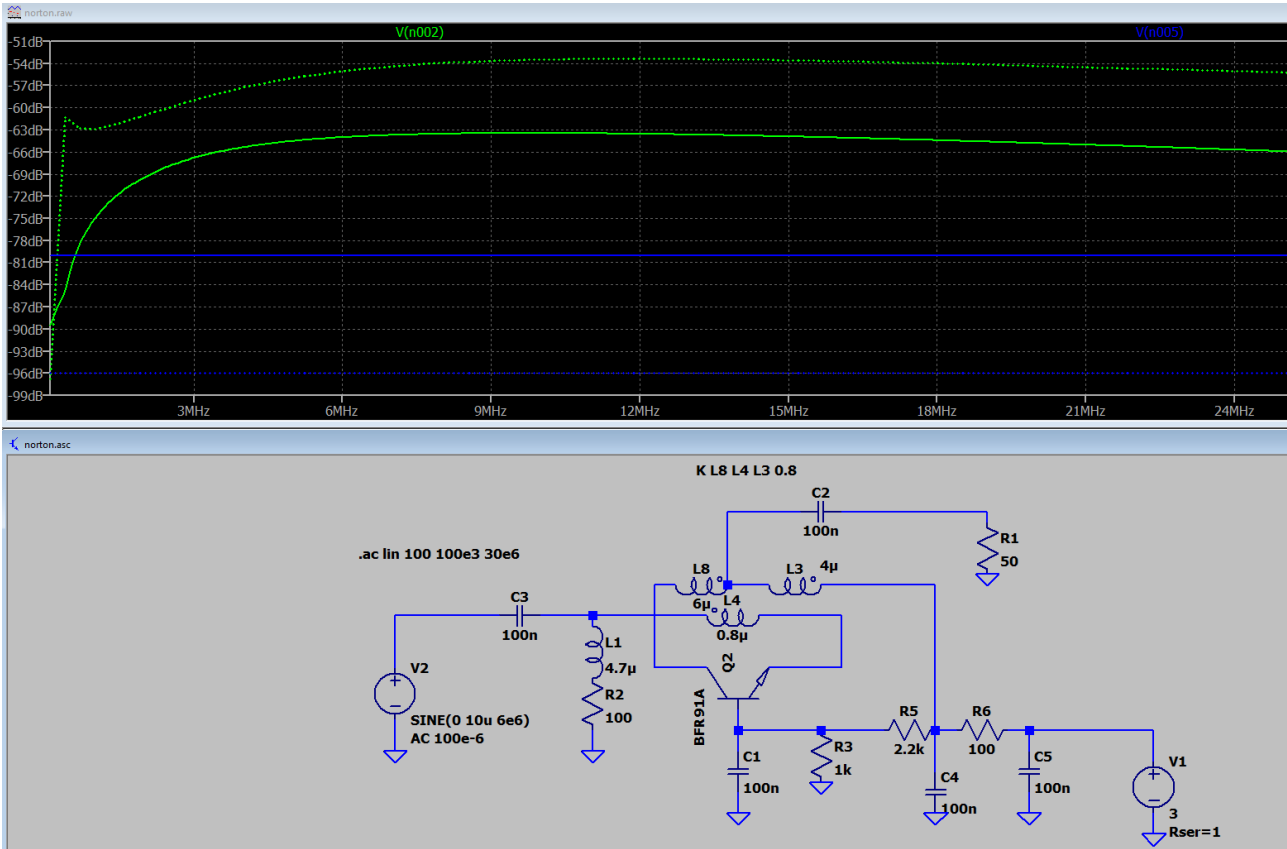 norton.raw
V(n002)
V(n005)
-51dB
-54dB
-57dB
-60dB
-63dB
-66dB
-69dB
-72dB
-75dB
-78dB
-81dB
-84dB
-87dB
-90dB
-93dB
-96dB
-99dB
3MHz
6MHz
9MHz
12MHz
15MHz
18MHz
21MHz
24MHz
norton.asc
K L8 L4 L3 0.8
C2
100n
R1
50
.ac lin 100 100e3 30e6
L8
6µ
L3
4µ
L4
0.8µ
C3
100n
L1
4.7µ
R2
100
V2
SINE(0 10u 6e6)
AC 100e-6
Q2
BFR91A
R5
2.2k
R6
100
C1
100n
R3
1k
C4
100n
C5
100n
V1
3
Rser=1